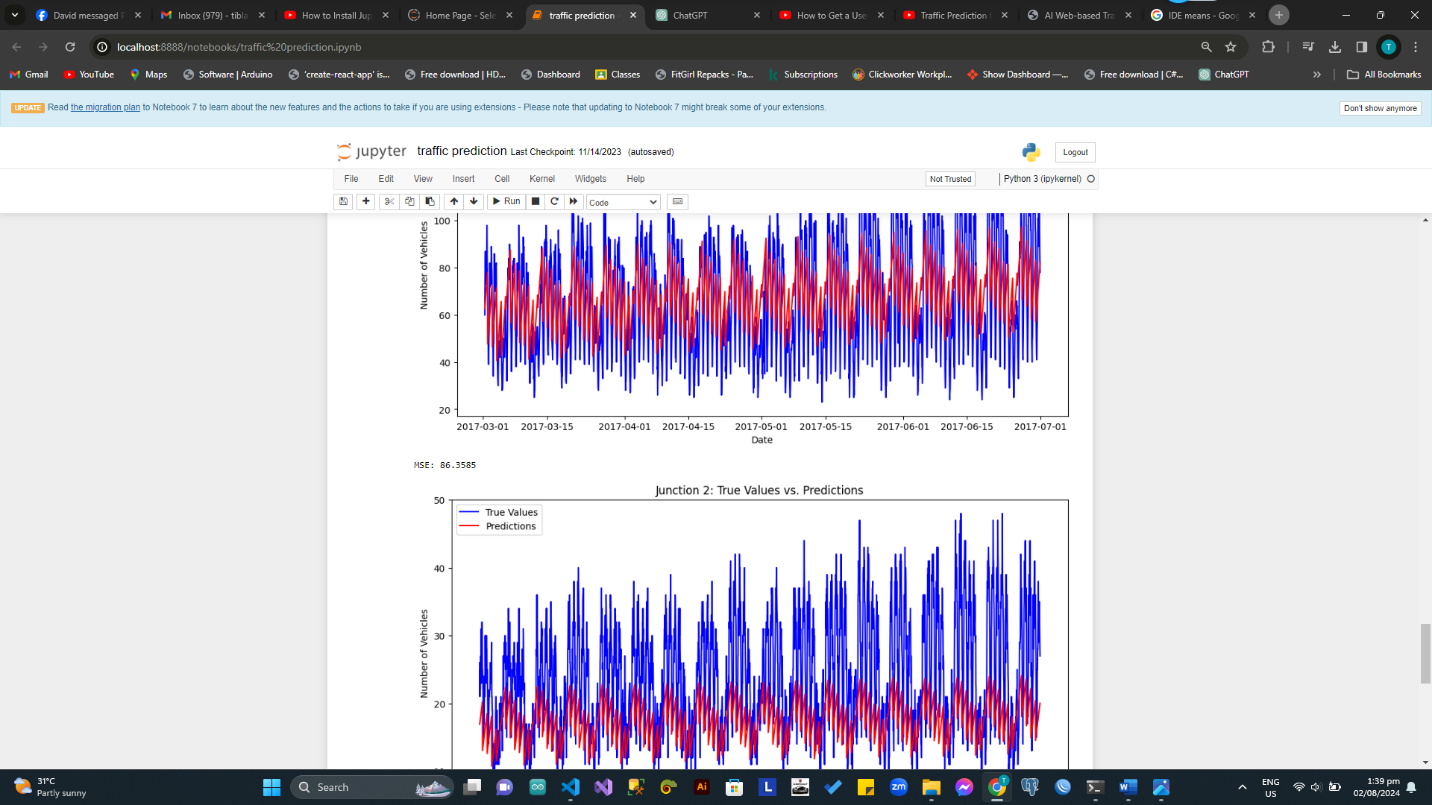 David messaged
Inbox (979) - tibla
How to Install Jup
Home Page - Sele
traffic prediction
ChatGPT
How to Get a Use
Traffic Prediction
AI Web-based Tra
IDE means - Goog
localhost:8888/notebooks/traffic%20prediction.ipynb
T
Gmail
YouTube
Maps
Software | Arduino
'create-react-app' is...
Free download | HD...
Dashboard
Classes
FitGirl Repacks - Pa...
Subscriptions
Clickworker Workpl...
Show Dashboard —...
Free download | C#...
ChatGPT
All Bookmarks
UPDATE Read the migration plan to Notebook 7 to learn about the new features and the actions to take if you are using extensions - Please note that updating to Notebook 7 might break some of your extensions.
Don't show anymore
jupyter traffic prediction Last Checkpoint: 11/14/2023 (autosaved)
Logout
File Edit View Insert Cell Kernel Widgets Help
Not Trusted
Python 3 (ipykernel)
Run
Code
Number of Vehicles
100
80
60
40
20
2017-03-01 2017-03-15 2017-04-01 2017-04-15 2017-05-01 2017-05-15 2017-06-01 2017-06-15 2017-07-01
Date
MSE: 86.3585
Junction 2: True Values vs. Predictions
True Values
Predictions
Number of Vehicles
50
40
30
20
31°C
Partly sunny
Search
ENG
US
1:39 pm
02/08/2024